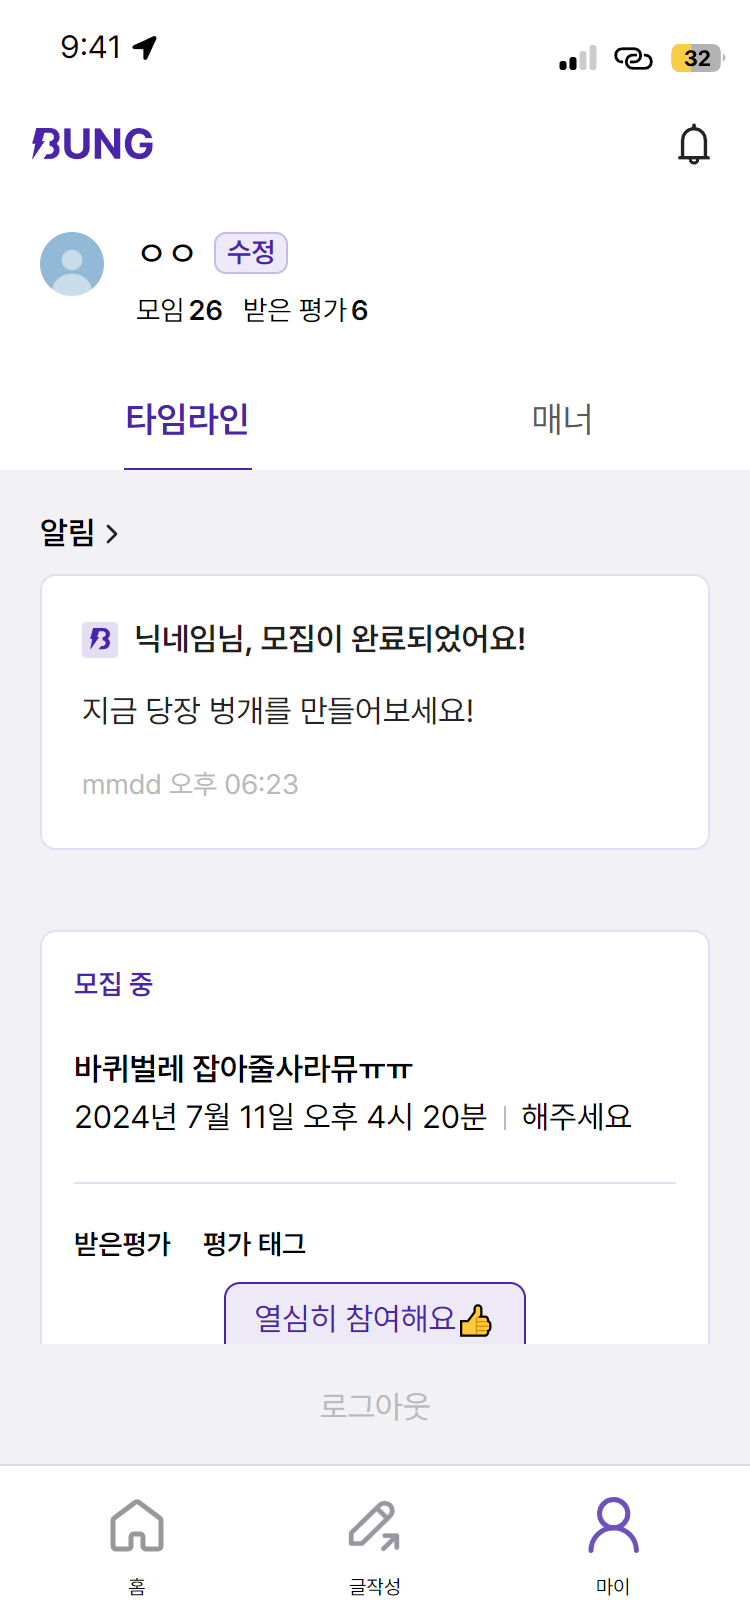 9:41
32
BUNG
ㅇㅇ 수정
모임 26 받은 평가 6
타임라인 매너
알림
닉네임님, 모집이 완료되었어요!
지금 당장 벙개를 만들어보세요!
mmdd 오후 06:23
모집 중
바퀴벌레 잡아줄사라뮤ㅠㅠ
2024년 7월 11일 오후 4시 20분 | 해주세요
받은평가 평가 태그
열심히 참여해요👍
로그아웃
홈 글작성 마이